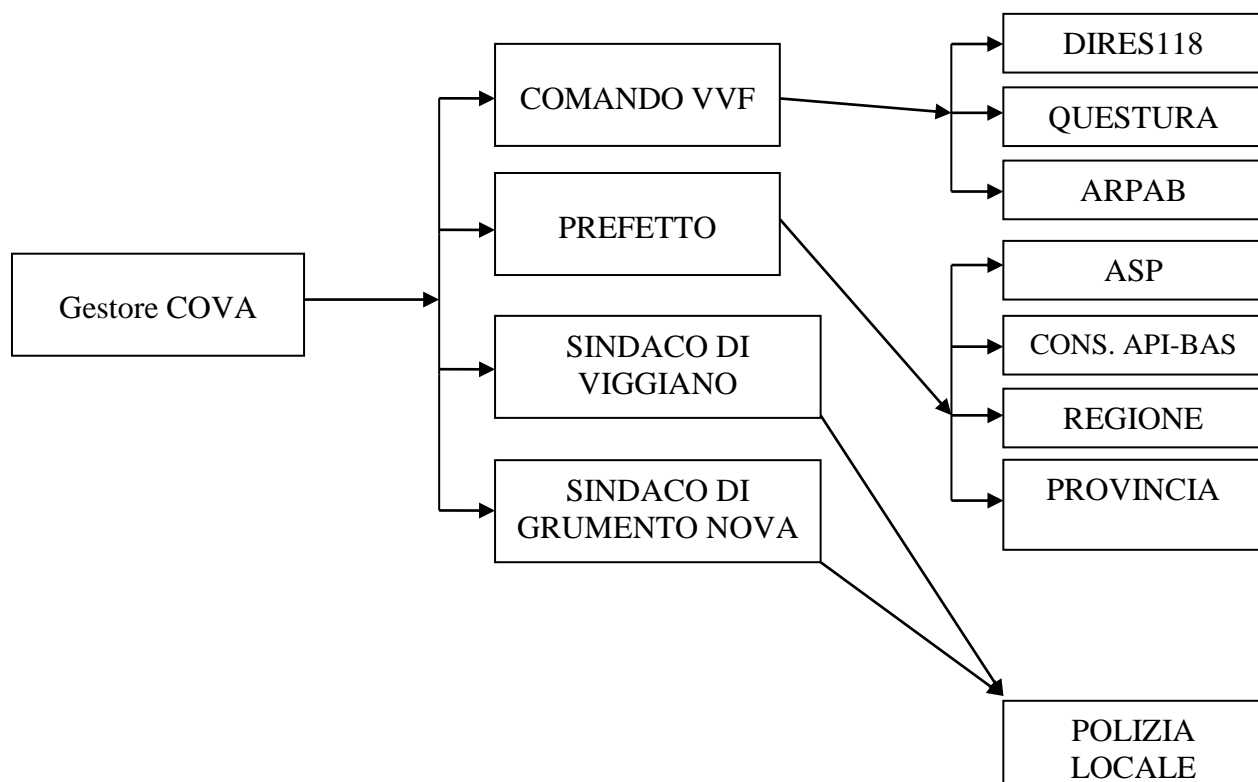 Gestore COVA
COMANDO VVF
PREFETTO
SINDACO DI
VIGGIANO
SINDACO DI
GRUMENTO NOVA
DIRES118
QUESTURA
ARPAB
ASP
CONS. API-BAS
REGIONE
PROVINCIA
POLIZIA
LOCALE